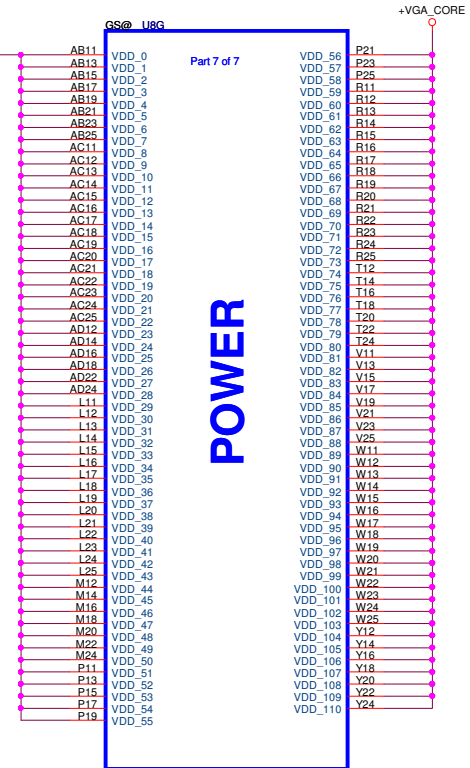 +VGA_CORE
GS@ U8G
Part 7 of 7
AB11 VDD_0 VDD_56 P21
AB13 VDD_1 VDD_57 P23
AB15 VDD_2 VDD_58 P25
AB17 VDD_3 VDD_59 R11
AB19 VDD_4 VDD_60 R12
AB21 VDD_5 VDD_61 R13
AB23 VDD_6 VDD_62 R14
AB25 VDD_7 VDD_63 R15
AC11 VDD_8 VDD_64 R16
AC12 VDD_9 VDD_65 R17
AC13 VDD_10 VDD_66 R18
AC14 VDD_11 VDD_67 R19
AC15 VDD_12 VDD_68 R20
AC16 VDD_13 VDD_69 R21
AC17 VDD_14 VDD_70 R22
AC18 VDD_15 VDD_71 R23
AC19 VDD_16 VDD_72 R24
AC20 VDD_17 VDD_73 R25
AC21 VDD_18 VDD_74 T12
AC22 VDD_19 VDD_75 T14
AC23 VDD_20 VDD_76 T16
AC24 VDD_21 VDD_77 T18
AC25 VDD_22 VDD_78 T20
AD12 VDD_23 VDD_79 T22
AD14 VDD_24 VDD_80 T24
AD16 VDD_25 VDD_81 V11
AD18 VDD_26 VDD_82 V13
AD22 VDD_27 VDD_83 V15
AD24 VDD_28 VDD_84 V17
L11 VDD_29 VDD_85 V19
L12 VDD_30 VDD_86 V21
L13 VDD_31 VDD_87 V23
L14 VDD_32 VDD_88 V25
L15 VDD_33 VDD_89 W11
L16 VDD_34 VDD_90 W12
L17 VDD_35 VDD_91 W13
L18 VDD_36 VDD_92 W14
L19 VDD_37 VDD_93 W15
L20 VDD_38 VDD_94 W16
L21 VDD_39 VDD_95 W17
L22 VDD_40 VDD_96 W18
L23 VDD_41 VDD_97 W19
L24 VDD_42 VDD_98 W20
L25 VDD_43 VDD_99 W21
M12 VDD_44 VDD_100 W22
M14 VDD_45 VDD_101 W23
M16 VDD_46 VDD_102 W24
M18 VDD_47 VDD_103 W25
M20 VDD_48 VDD_104 Y12
M22 VDD_49 VDD_105 Y14
M24 VDD_50 VDD_106 Y16
P11 VDD_51 VDD_107 Y18
P13 VDD_52 VDD_108 Y20
P15 VDD_53 VDD_109 Y22
P17 VDD_54 VDD_110 Y24
P19 VDD_55
POWER